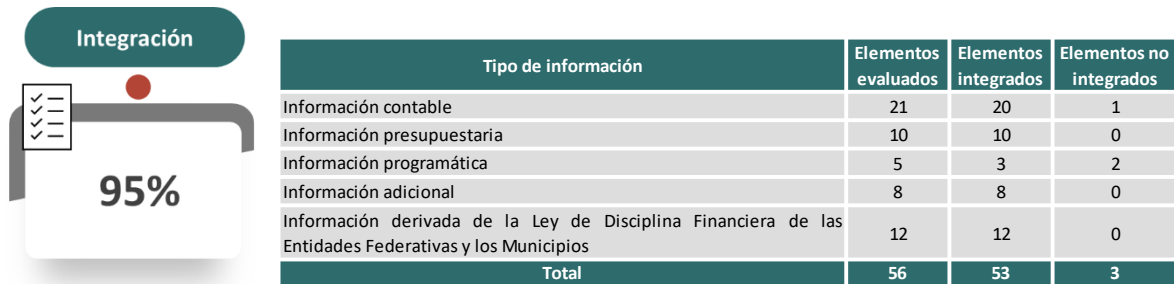 Integración
95%
Tipo de información Elementos evaluados Elementos integrados Elementos no integrados
Información contable 21 20 1
Información presupuestaria 10 10 0
Información programática 5 3 2
Información adicional 8 8 0
Información derivada de la Ley de Disciplina Financiera de las
Entidades Federativas y los Municipios 12 12 0
Total 56 53 3